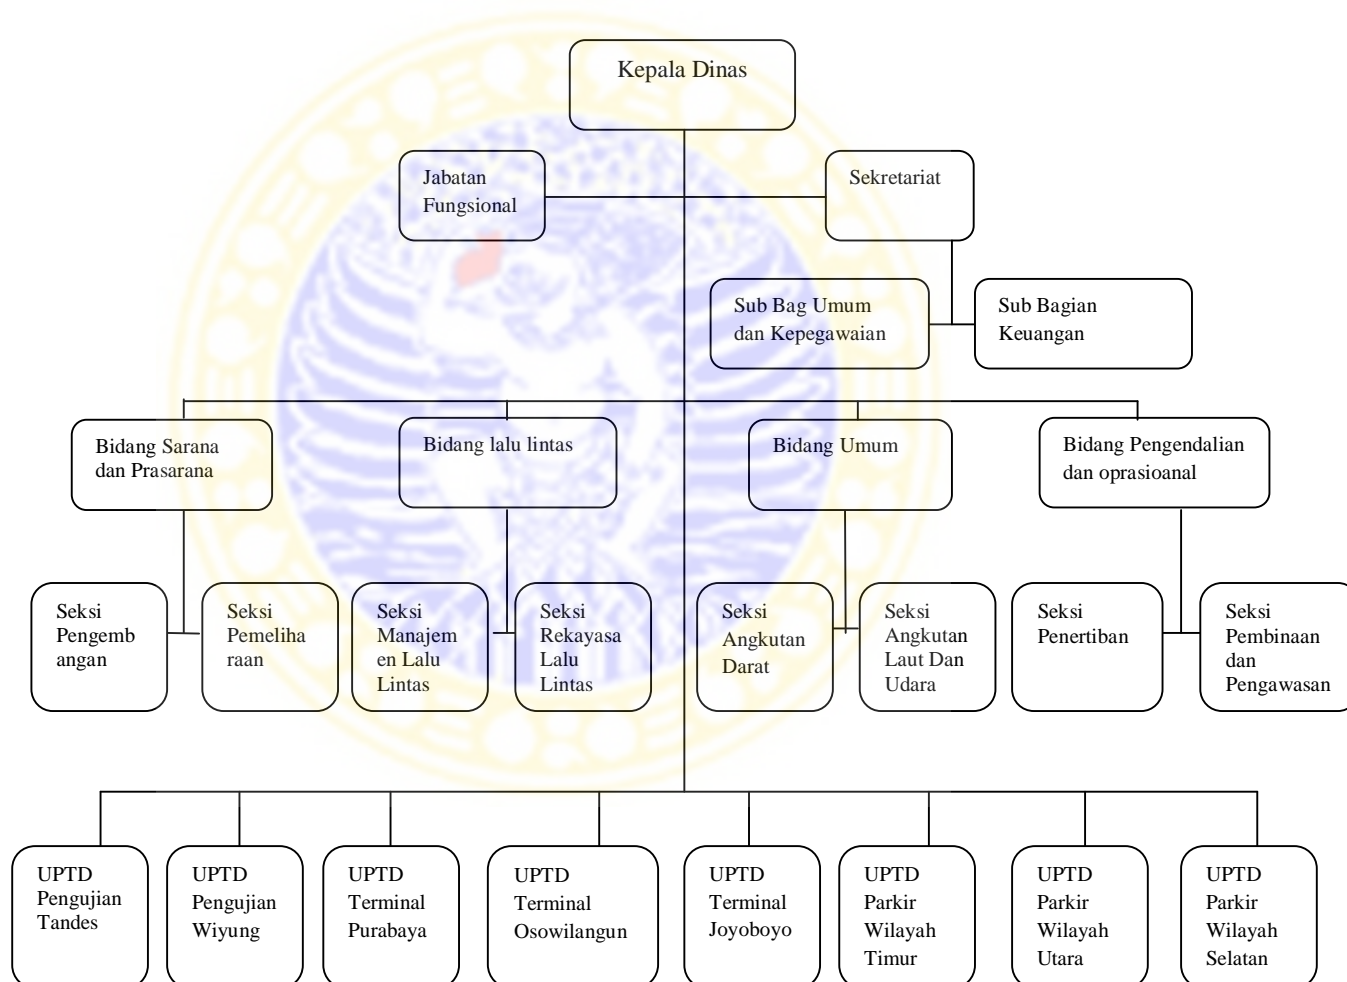 Kepala Dinas
Jabatan
Fungsional
Sekretariat
Sub Bag Umum
dan Kepegawaian
Sub Bagian
Keuangan
Bidang Sarana
dan Prasarana
Bidang lalu lintas
Bidang Umum
Bidang Pengendalian
dan oprasioanal
Seksi
Pengemb
angan
Seksi
Pemeliha
raan
Seksi
Manajem
en Lalu
Lintas
Seksi
Rekayasa
Lalu
Lintas
Seksi
Angkutan
Darat
Seksi
Angkutan
Laut Dan
Udara
Seksi
Penertiban
Seksi
Pembinaan
dan
Pengawasan
UPTD
Pengujian
Tandes
UPTD
Pengujian
Wiyung
UPTD
Terminal
Purabaya
UPTD
Terminal
Osowilangun
UPTD
Terminal
Joyoboyo
UPTD
Parkir
Wilayah
Timur
UPTD
Parkir
Wilayah
Utara
UPTD
Parkir
Wilayah
Selatan